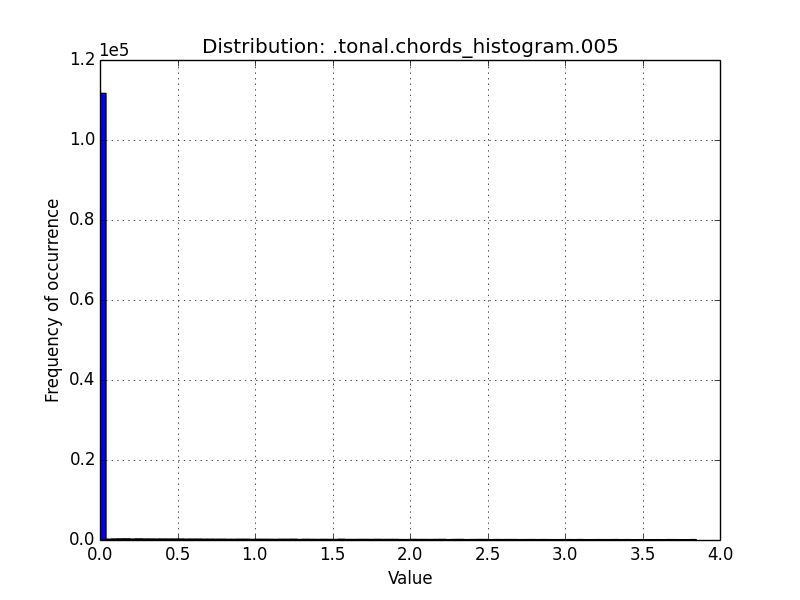 Distribution: .tonal.chords_histogram.005
1e5
1.2
1.0
0.8
0.6
0.4
0.2
0.0
Frequency of occurrence
0.0 0.5 1.0 1.5 2.0 2.5 3.0 3.5 4.0
Value